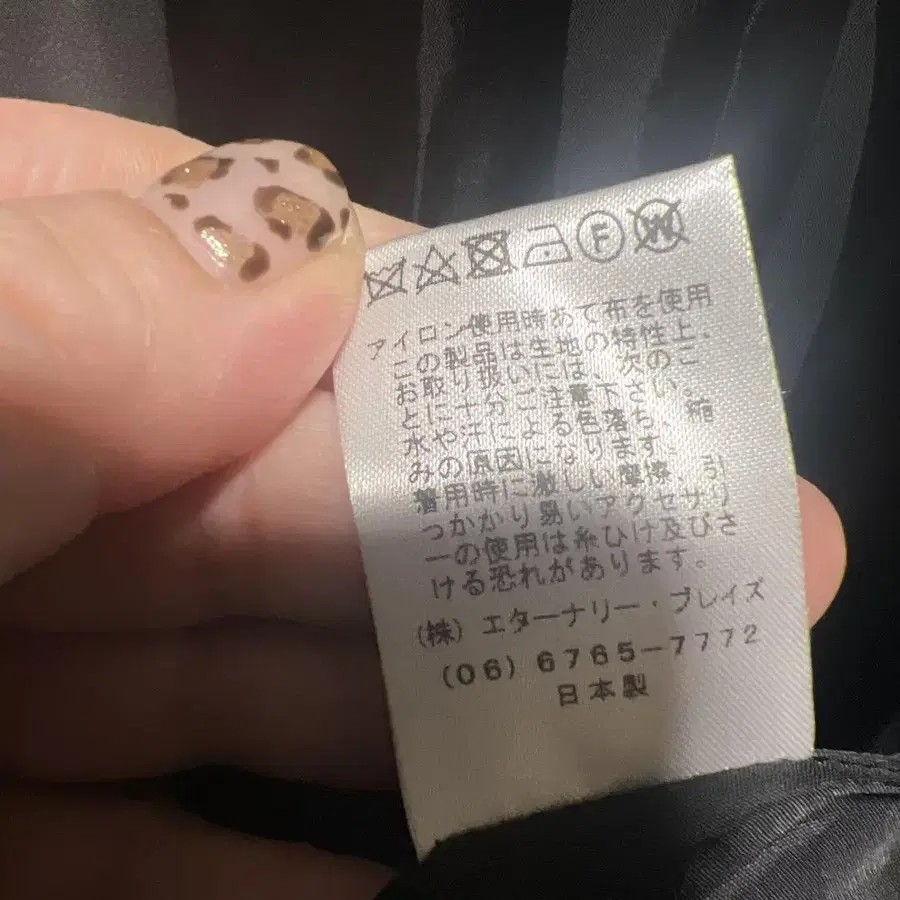 F W
アイロン使用時あて布を使用
この製品は生地の特性上、
お取り扱いには次のこ
とに十分ご注意下さい。
水や汗による色落ち、縮
みの原因になります。
着用時に激しい摩擦、引
っかかり易いアクセサリ
ーの使用は糸ひけ及びさ
ける恐れがあります。
(株) エターナリー・ブレイズ
(06) 6765-7772
日本製